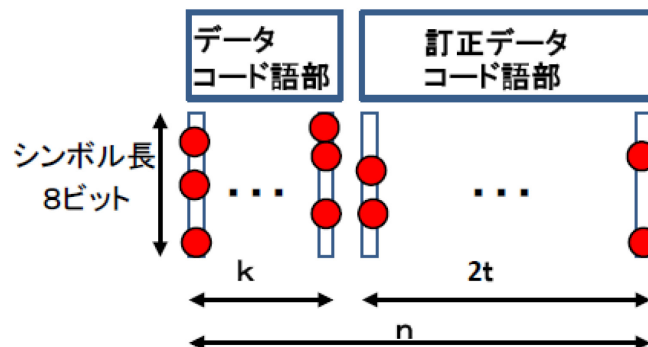 データ
コード語部
訂正データ
コード語部
シンボル長
8ビット
...
...
k
2t
n